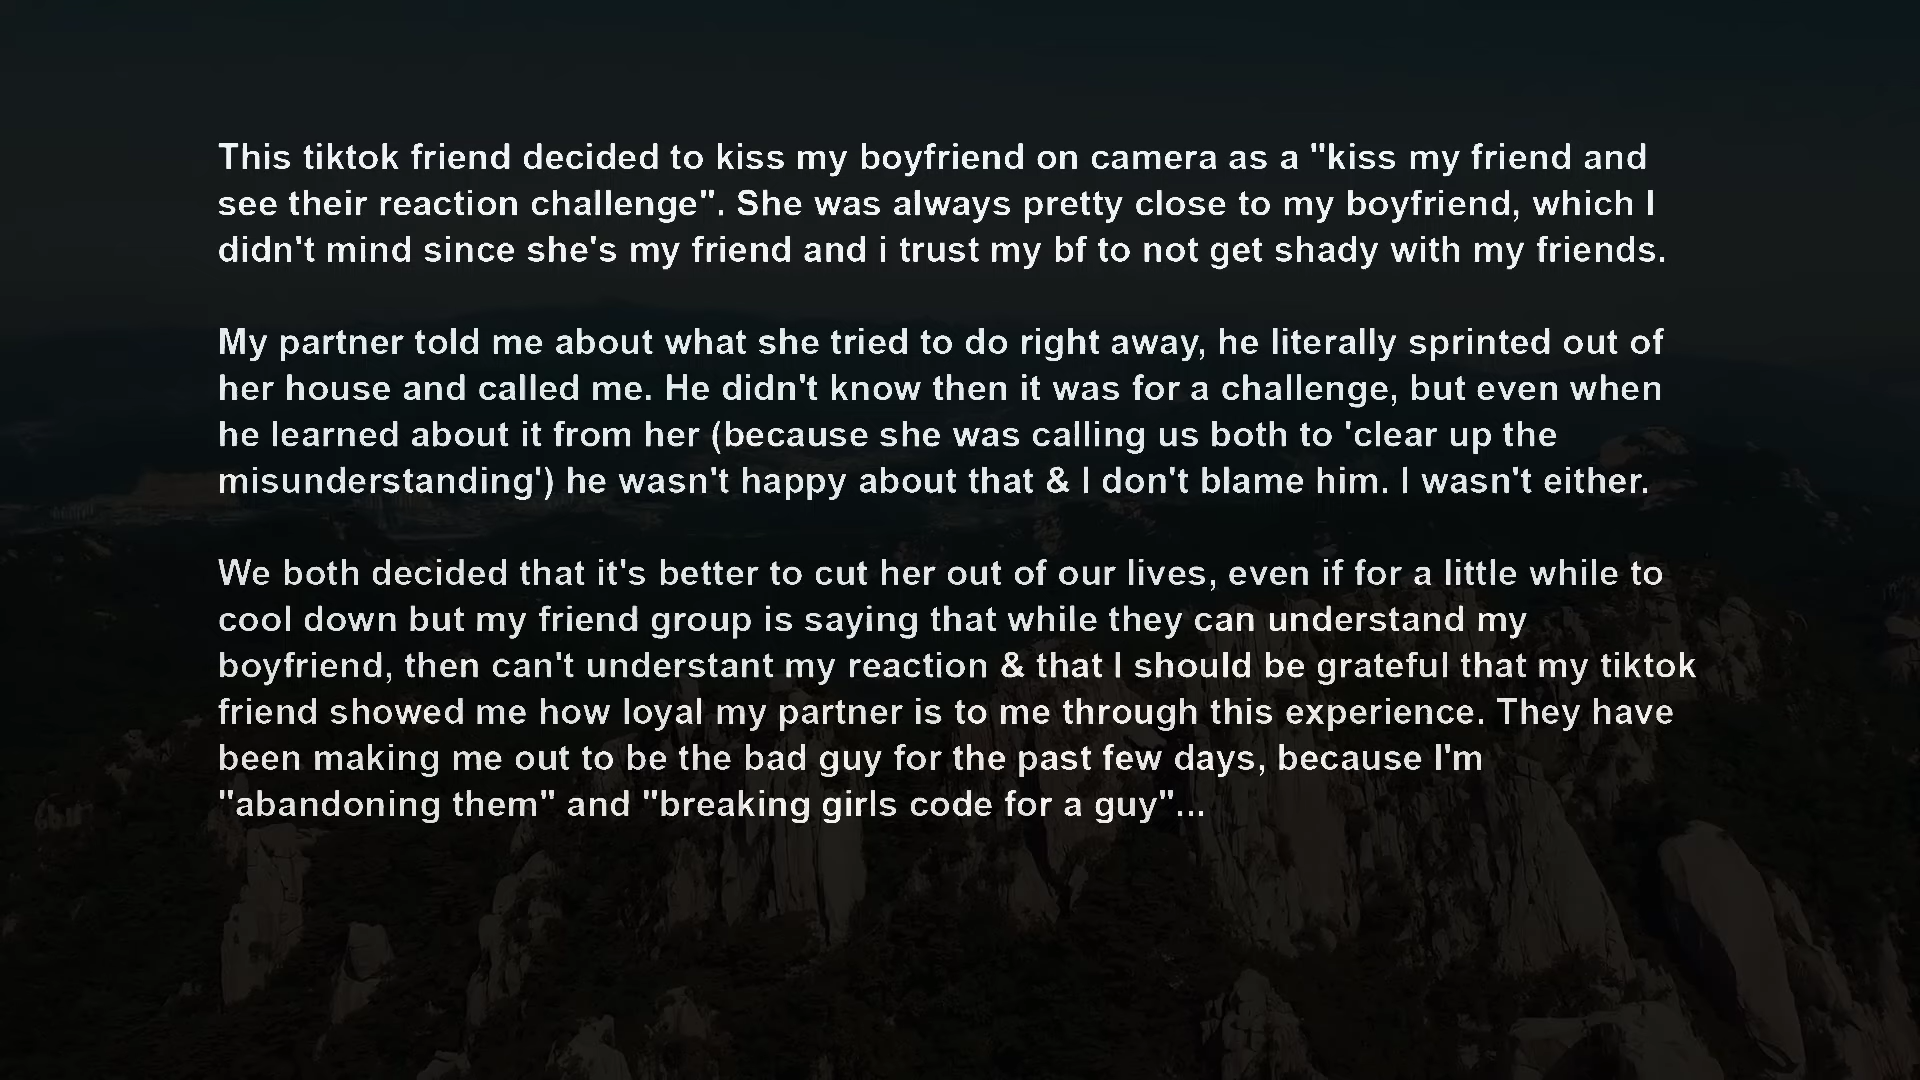 This tiktok friend decided to kiss my boyfriend on camera as a "kiss my friend and
see their reaction challenge". She was always pretty close to my boyfriend, which I
didn't mind since she's my friend and i trust my bf to not get shady with my friends.
My partner told me about what she tried to do right away, he literally sprinted out of
her house and called me. He didn't know then it was for a challenge, but even when
he learned about it from her (because she was calling us both to 'clear up the
misunderstanding') he wasn't happy about that & I don't blame him. I wasn't either.
We both decided that it's better to cut her out of our lives, even if for a little while to
cool down but my friend group is saying that while they can understand my
boyfriend, then can't understant my reaction & that I should be grateful that my tiktok
friend showed me how loyal my partner is to me through this experience. They have
been making me out to be the bad guy for the past few days, because I'm
"abandoning them" and "breaking girls code for a guy"...